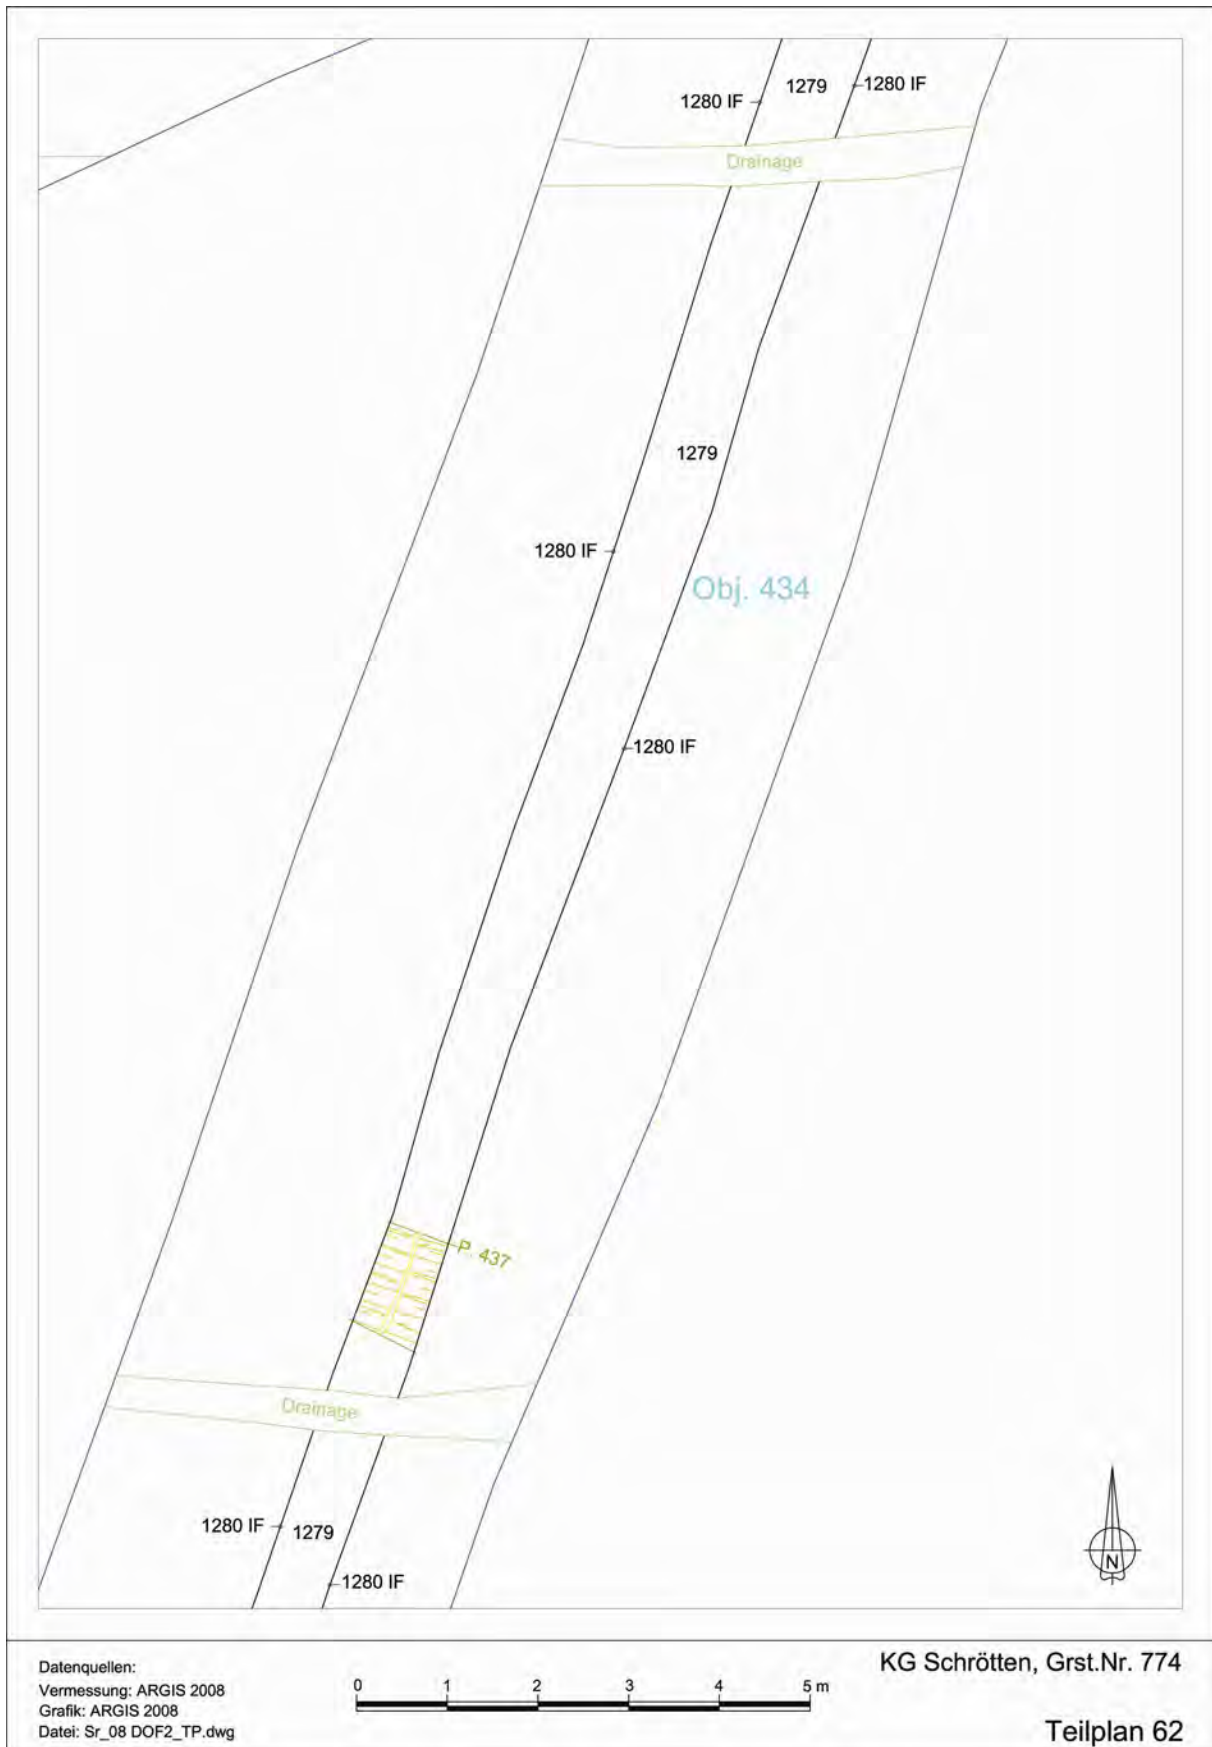 1279
1280 IF
1280 IF
Drainage
1279
1280 IF
Obj. 434
1280 IF
P. 437
Drainage
1280 IF
1279
1280 IF
N
Datenquellen:
Vermessung: ARGIS 2008
Grafik: ARGIS 2008
Datei: Sr_08 DOF2_TP.dwg
0 1 2 3 4 5 m
KG Schrötten, Grst.Nr. 774
Teilplan 62